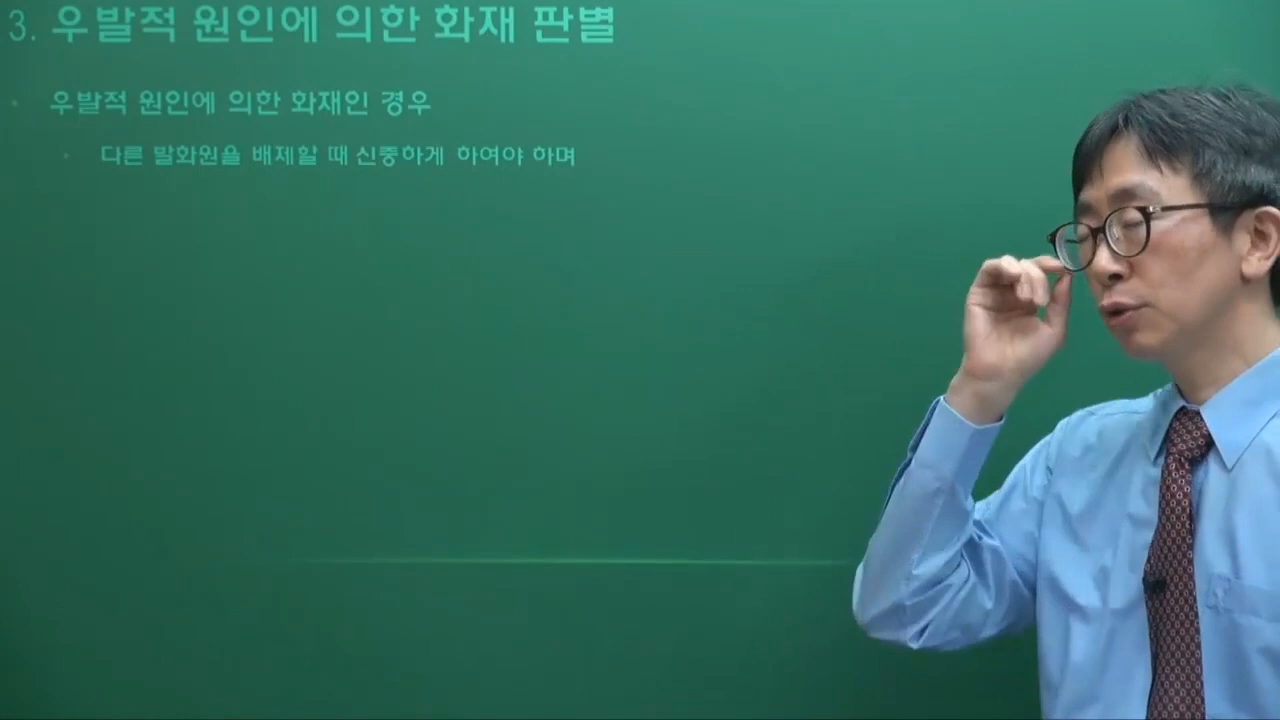 3. 우발적 원인에 의한 화재 판별
우발적 원인에 의한 화재인 경우
다른 발화원을 배제할 때 신중하게 하여야 하며